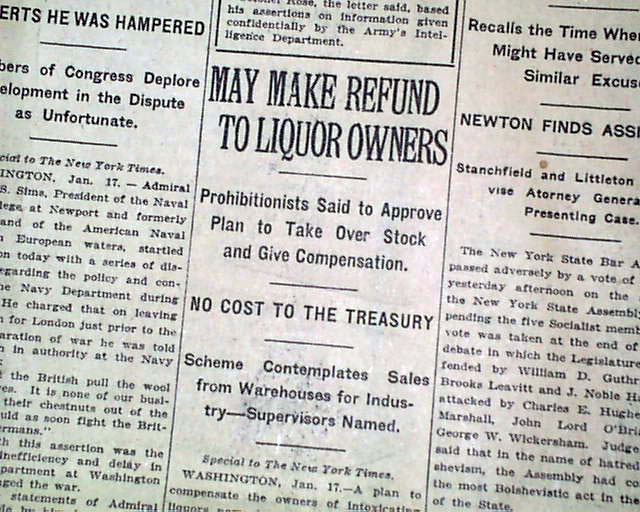 ERTS HE WAS HAMPERED
bers of Congress Deplore
elopment in the Dispute
as Unfortunate.
cial to The New York Times.
INGTON, Jan. 17. — Admiral
S. Sims, President of the Naval
lege at Newport and formerly
and of the American Naval
n European waters, startled
on today with a series of dis-
egarding the policy and con-
he Navy Department during
He charged that on leaving
n for London just prior to the
aration of war he was told
n in authority at the Navy
t the British pull the wool
es. It is none of our busi-
their chestnuts out of the
uld as soon fight the Brit-
ermans."
th this assertion was the
inefficiency and delay in
partment at Washington
ged the war.
statements of Admiral
Rose, the letter said, based
his assertions on information given
confidentially by the Army's Intel-
ligence Department.
MAY MAKE REFUND
TO LIQUOR OWNERS
Prohibitionists Said to Approve
Plan to Take Over Stock
and Give Compensation.
NO COST TO THE TREASURY
Scheme Contemplates Sales
from Warehouses for Indus-
try—Supervisors Named.
Special to The New York Times.
WASHINGTON, Jan. 17.—A plan to
compensate the owners of intoxicating
liquors
Recalls the Time When
Might Have Served
Similar Excus
NEWTON FINDS ASS
Stanchfield and Littleton
vise Atorney Genera
Presenting Case.
The New York State Bar A
passed adversely by a vote of
yesterday afternoon on the
the New York State Assembly
pending the five Socialist memb
vote was taken at the end of
debate in which the Legislature
fended by William D. Guthr
Brooks Leavitt and J. Noble Ha
attacked by Charles E. Hughe
Marshall, John Lord O'Bria
George W. Wickersham. Judge
said that in the name of hatred
shevism, the Assembly had co
the most Bolshevistic act in the
of the State.